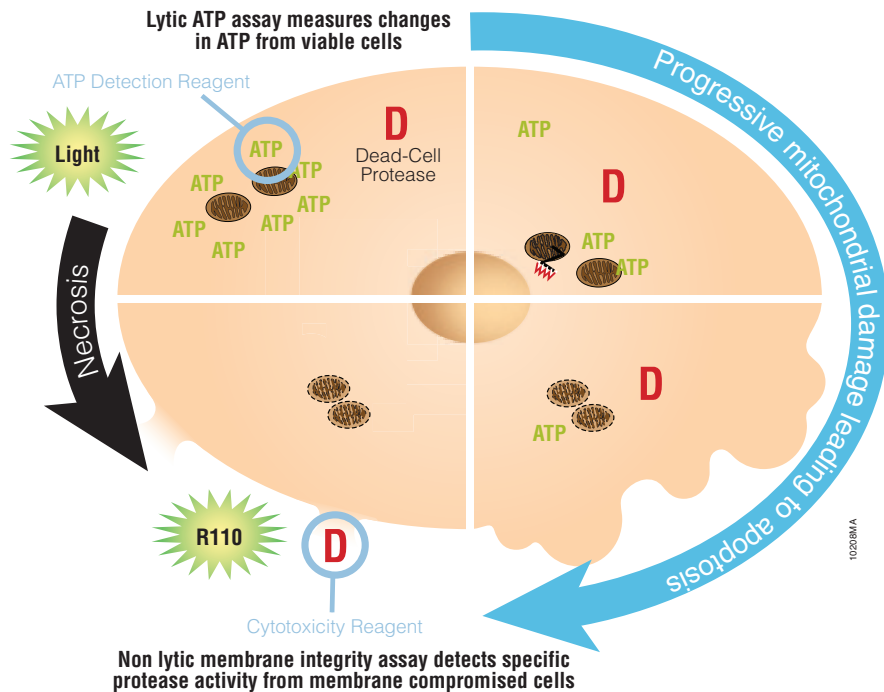 Lytic ATP assay measures changes
in ATP from viable cells
ATP Detection Reagent
Light
ATP
ATP
ATP
ATP
ATP
ATP
ATP
D
Dead-Cell
Protease
ATP
D
ATP
ATP
Progressive mitochondrial damage leading to apoptosis
Necrosis
D
ATP
R110
D
Cytotoxicity Reagent
Non lytic membrane integrity assay detects specific
protease activity from membrane compromised cells
10208MA